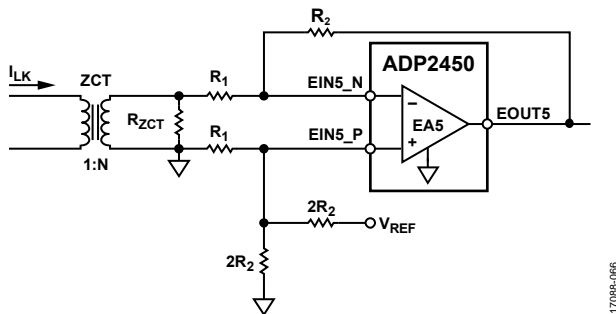 R2
ADP2450
ILK
ZCT
R1
EIN5_N
RZCT
EA5
EOUT5
−
+
R1
EIN5_P
1:N
2R2
VREF
2R2
17088-066